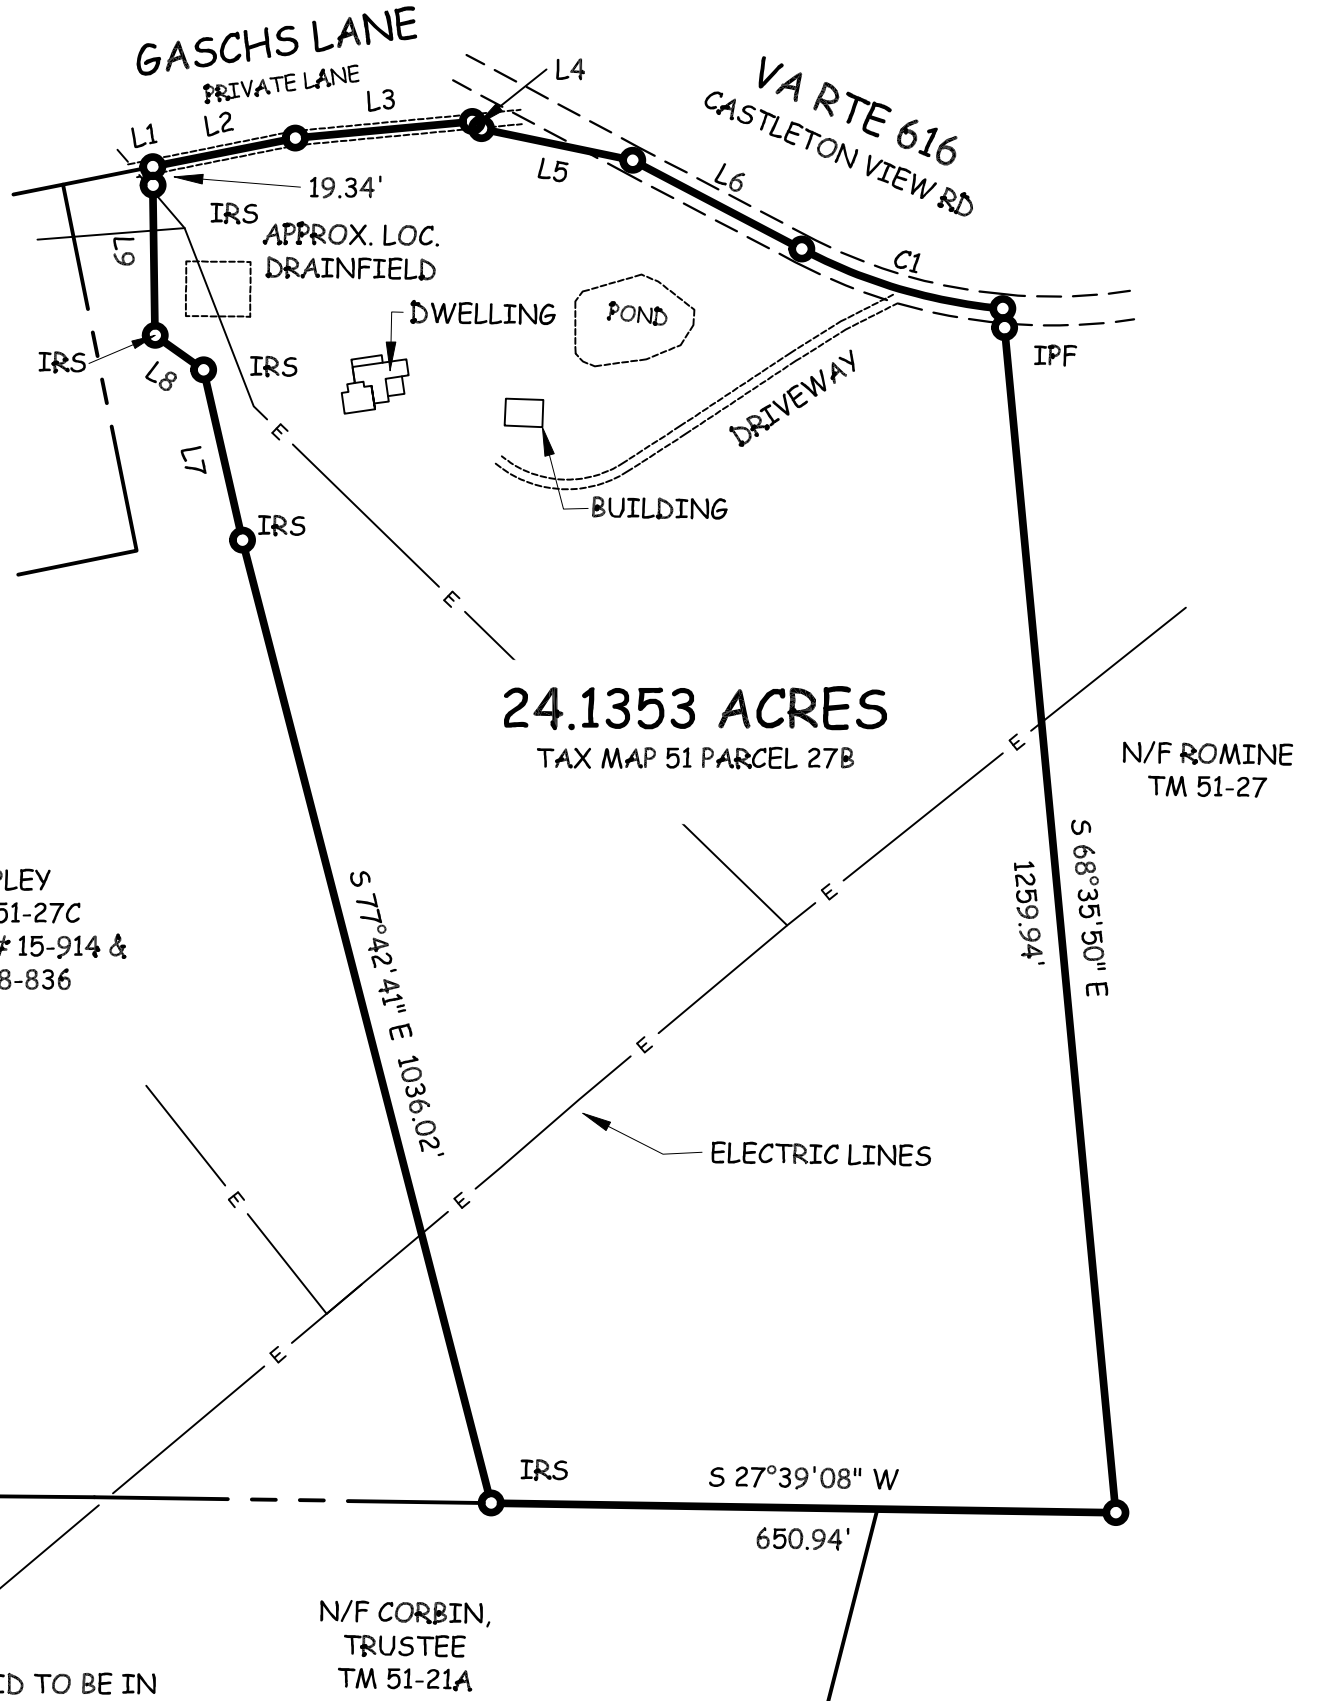 GASCHS LANE
PRIVATE LANE
L1
L2
L3
L4
VA RTE 616
CASTLETON VIEW RD
L5
L6
C1
19.34'
IRS
APPROX. LOC.
DRAINFIELD
L9
DWELLING
POND
IPF
IRS
L8
IRS
DRIVEWAY
E
L7
BUILDING
IRS
E
24.1353 ACRES
TAX MAP 51 PARCEL 27B
E
N/F ROMINE
TM 51-27
S 68°35'50" E
1259.94'
S 77°42'41" E 1036.02'
PLEY
51-27C
# 15-914 &
8-836
E
E
ELECTRIC LINES
E
E
E
IRS
S 27°39'08" W
650.94'
N/F CORBIN,
TRUSTEE
TM 51-21A
ID TO BE IN